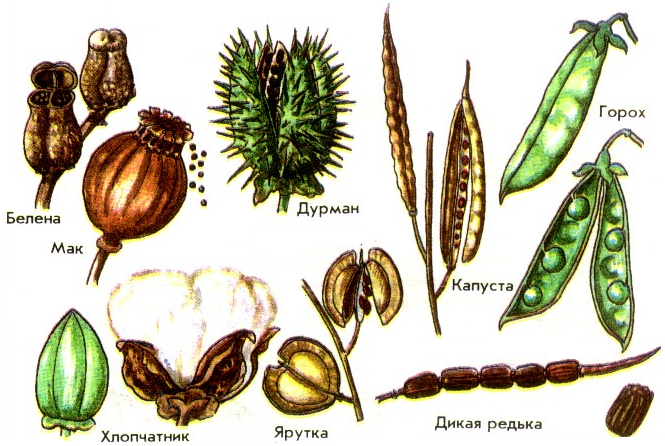 Белена
Мак
Дурман
Капуста
Горох
Хлопчатник
Ярутка
Дикая редька